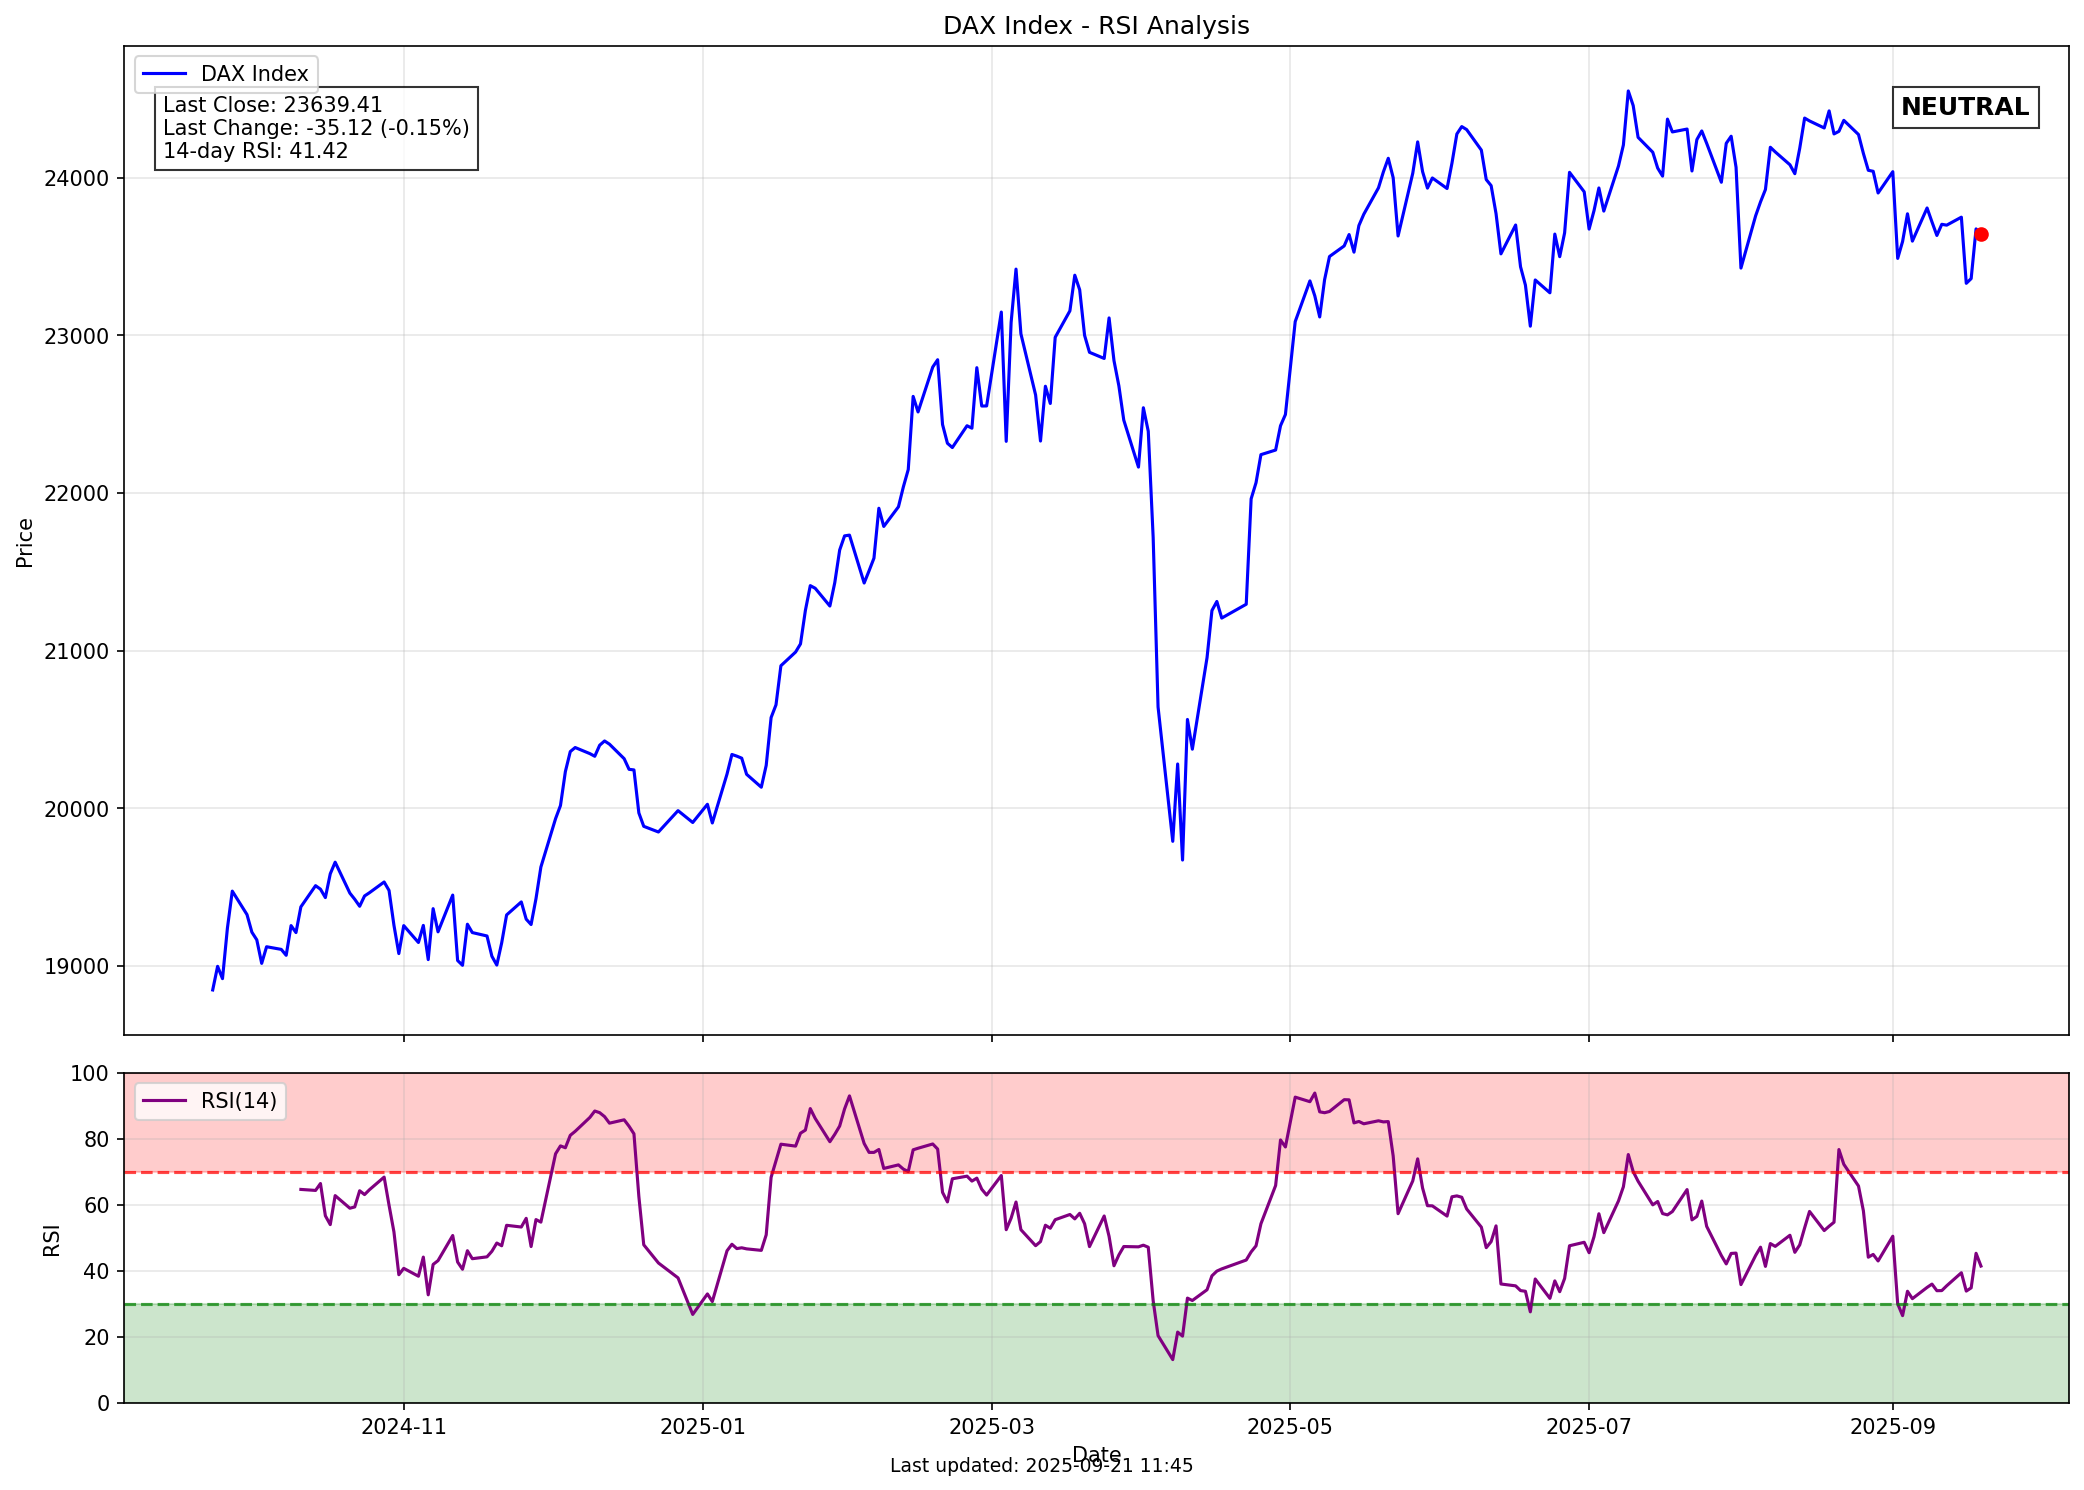 DAX Index - RSI Analysis
DAX Index
Last Close: 23639.41
Last Change: -35.12 (-0.15%)
14-day RSI: 41.42
NEUTRAL
24000
23000
22000
21000
20000
19000
Price
RSI(14)
100
80
60
40
20
0
RSI
2024-11
2025-01
2025-03
2025-05
2025-07
2025-09
Date
Last updated: 2025-09-21 11:45